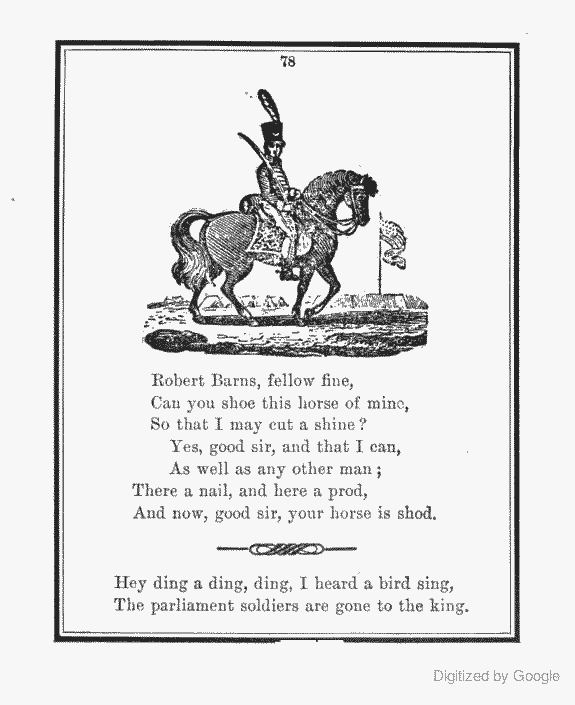 78
Robert Barns, fellow fine,
Can you shoe this horse of mine,
So that I may cut a shine?
Yes, good sir, and that I can,
As well as any other man;
There a nail, and here a prod,
And now, good sir, your horse is shod.
Hey ding a ding, ding, I heard a bird sing,
The parliament soldiers are gone to the king.
Digitized by Google